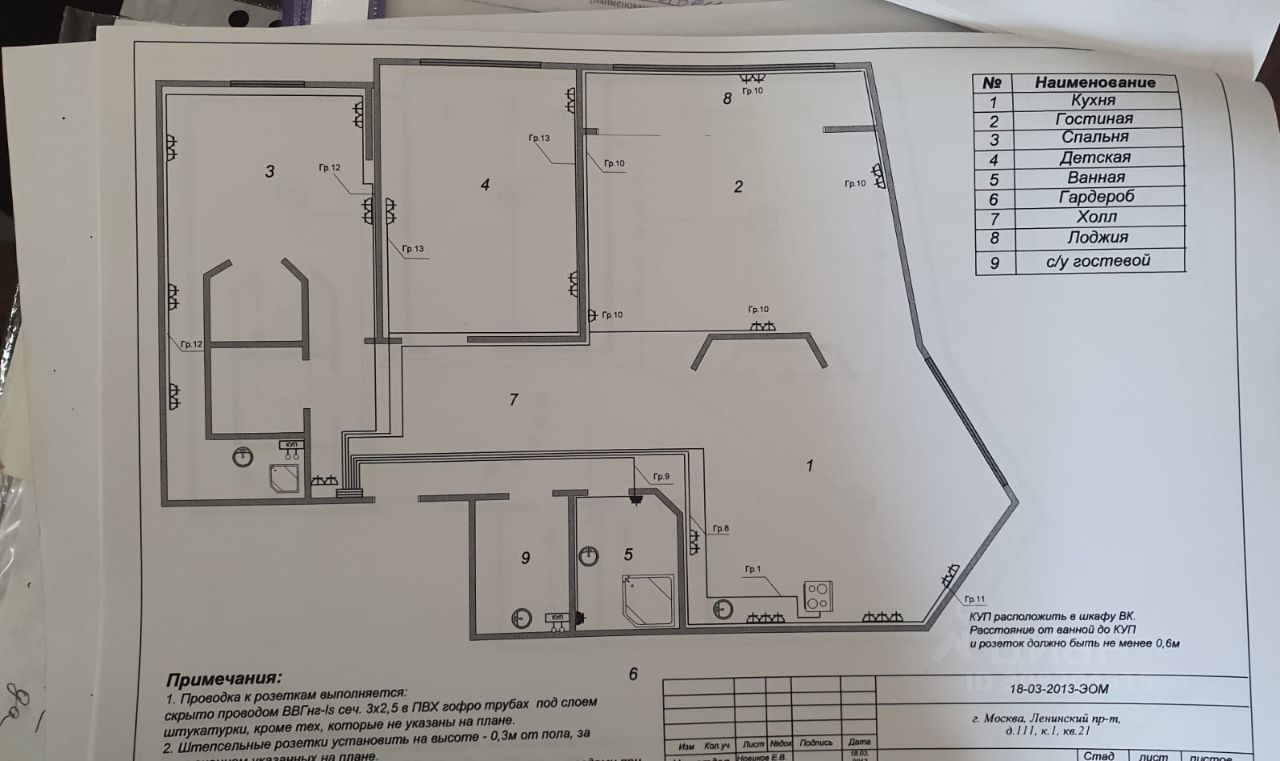 № Наименование
1 Кухня
2 Гостиная
3 Спальня
4 Детская
5 Ванная
6 Гардероб
7 Холл
8 Лоджия
9 с/у гостевой
8
Гр.10
Гр.13
Гр.10
3
Гр.12
4
2
Гр.10
Гр.13
Гр.10
Гр.10
Гр.12
7
КУП
1
Гр.9
Гр.8
9
5
Гр.1
КУП
Гр.11
КУП расположить в шкафу ВК.
Расстояние от ванной до КУП
и розеток должно быть не менее 0,6м
6
Примечания:
1. Проводка к розеткам выполняется:
скрыто проводом ВВГнг-ls сеч. 3х2,5 в ПВХ гофро трубах под слоем
штукатурки, кроме тех, которые не указаны на плане.
2. Штепсельные розетки установить на высоте - 0,3м от пола, за
указанных на плане.
18-03-2013-ЭОМ
г. Москва, Ленинский пр-т,
д.111, к.1, кв.21
Изм Кол.уч. Лист №док Подпись Дата
Новиков Е.В. 18.03.
Стад лист листов